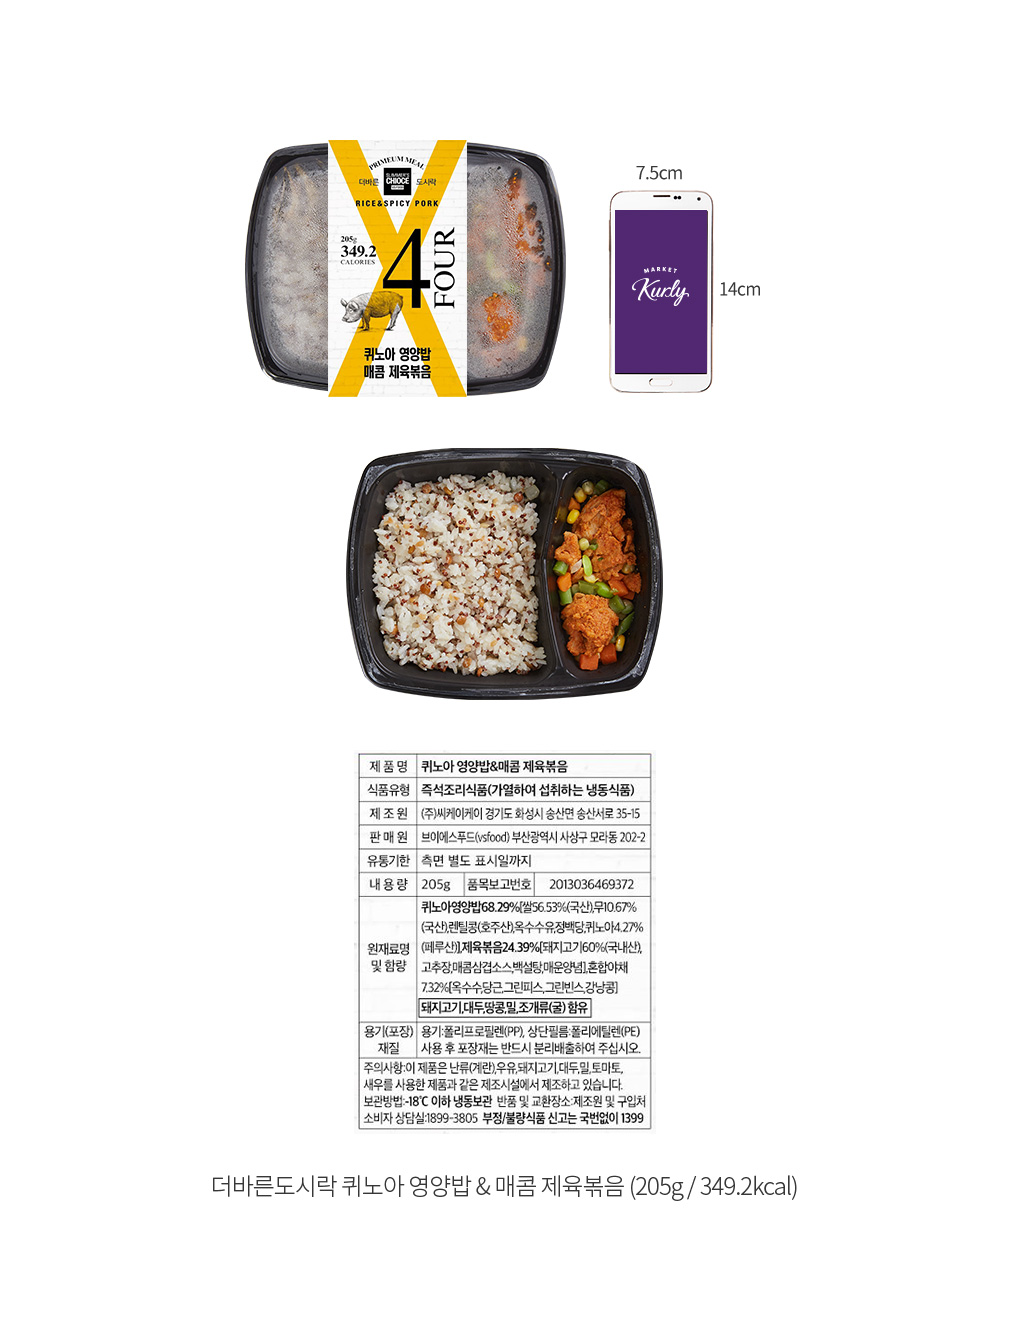 PRIMEUM MEAL
더바른 SLIMMER'S CHIOCE 도시락
RICE&SPICY PORK
205g
349.2
CALORIES
4
FOUR
퀴노아 영양밥
매콤 제육볶음
7.5cm
MARKET
Kurly
14cm
제 품 명 퀴노아 영양밥&매콤 제육볶음
식품유형 즉석조리식품(가열하여 섭취하는 냉동식품)
제 조 원 (주)씨케이케이 경기도 화성시 송산면 송산서로 35-15
판 매 원 브이에스푸드(vsfood) 부산광역시 사상구 모라동 202-2
유통기한 측면 별도 표시일까지
내 용 량 205g 품목보고번호 2013036469372
원재료명 및 함량
퀴노아영양밥68.29%[쌀56.53%(국산),무10.67%
(국산),렌틸콩(호주산),옥수수유,정백당,퀴노아4.27%
(페루산)],제육볶음24.39%[돼지고기60%(국내산),
고추장,매콤삼겹소스,백설탕,매운양념],혼합야채
7.32%[옥수수,당근,그린피스,그린빈스,강낭콩]
돼지고기,대두,땅콩,밀,조개류(굴) 함유
용기(포장) 재질
용기:폴리프로필렌(PP), 상단필름:폴리에틸렌(PE)
사용 후 포장재는 반드시 분리배출하여 주십시오.
주의사항:이 제품은 난류(계란),우유,돼지고기,대두,밀,토마토,
새우를 사용한 제품과 같은 제조시설에서 제조하고 있습니다.
보관방법:-18℃ 이하 냉동보관 반품 및 교환장소:제조원 및 구입처
소비자 상담실:1899-3805 부정/불량식품 신고는 국번없이 1399
더바른도시락 퀴노아 영양밥 & 매콤 제육볶음 (205g / 349.2kcal)